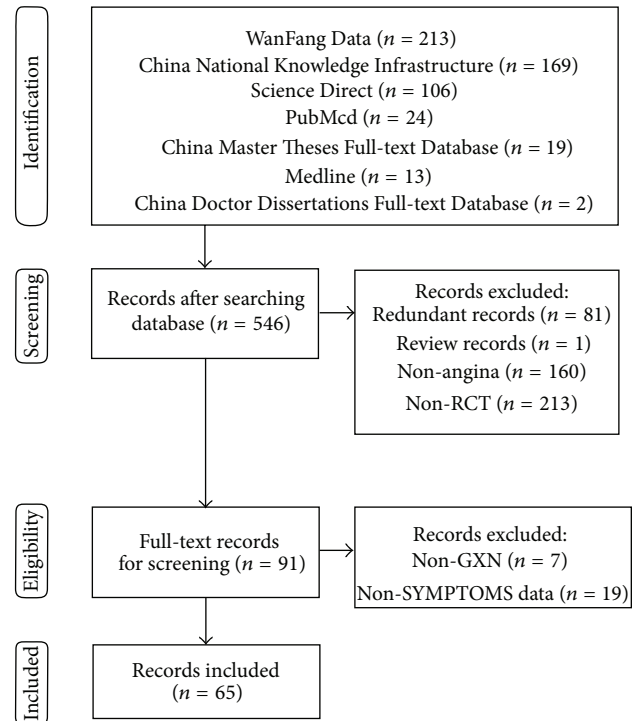 Identification
WanFang Data (n = 213)
China National Knowledge Infrastructure (n = 169)
Science Direct (n = 106)
PubMcd (n = 24)
China Master Theses Full-text Database (n = 19)
Medline (n = 13)
China Doctor Dissertations Full-text Database (n = 2)
Screening
Records after searching
database (n = 546)
Records excluded:
Redundant records (n = 81)
Review records (n = 1)
Non-angina (n = 160)
Non-RCT (n = 213)
Eligibility
Full-text records
for screening (n = 91)
Records excluded:
Non-GXN (n = 7)
Non-SYMPTOMS data (n = 19)
Included
Records included
(n = 65)